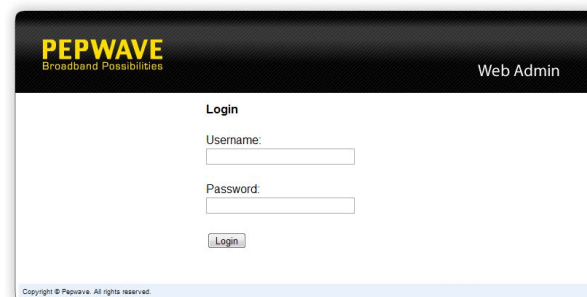 PEPWAVE
Broadband Possibilities
Web Admin
Login
Username:
Password:
Login
Copyright © Pepwave. All rights reserved.